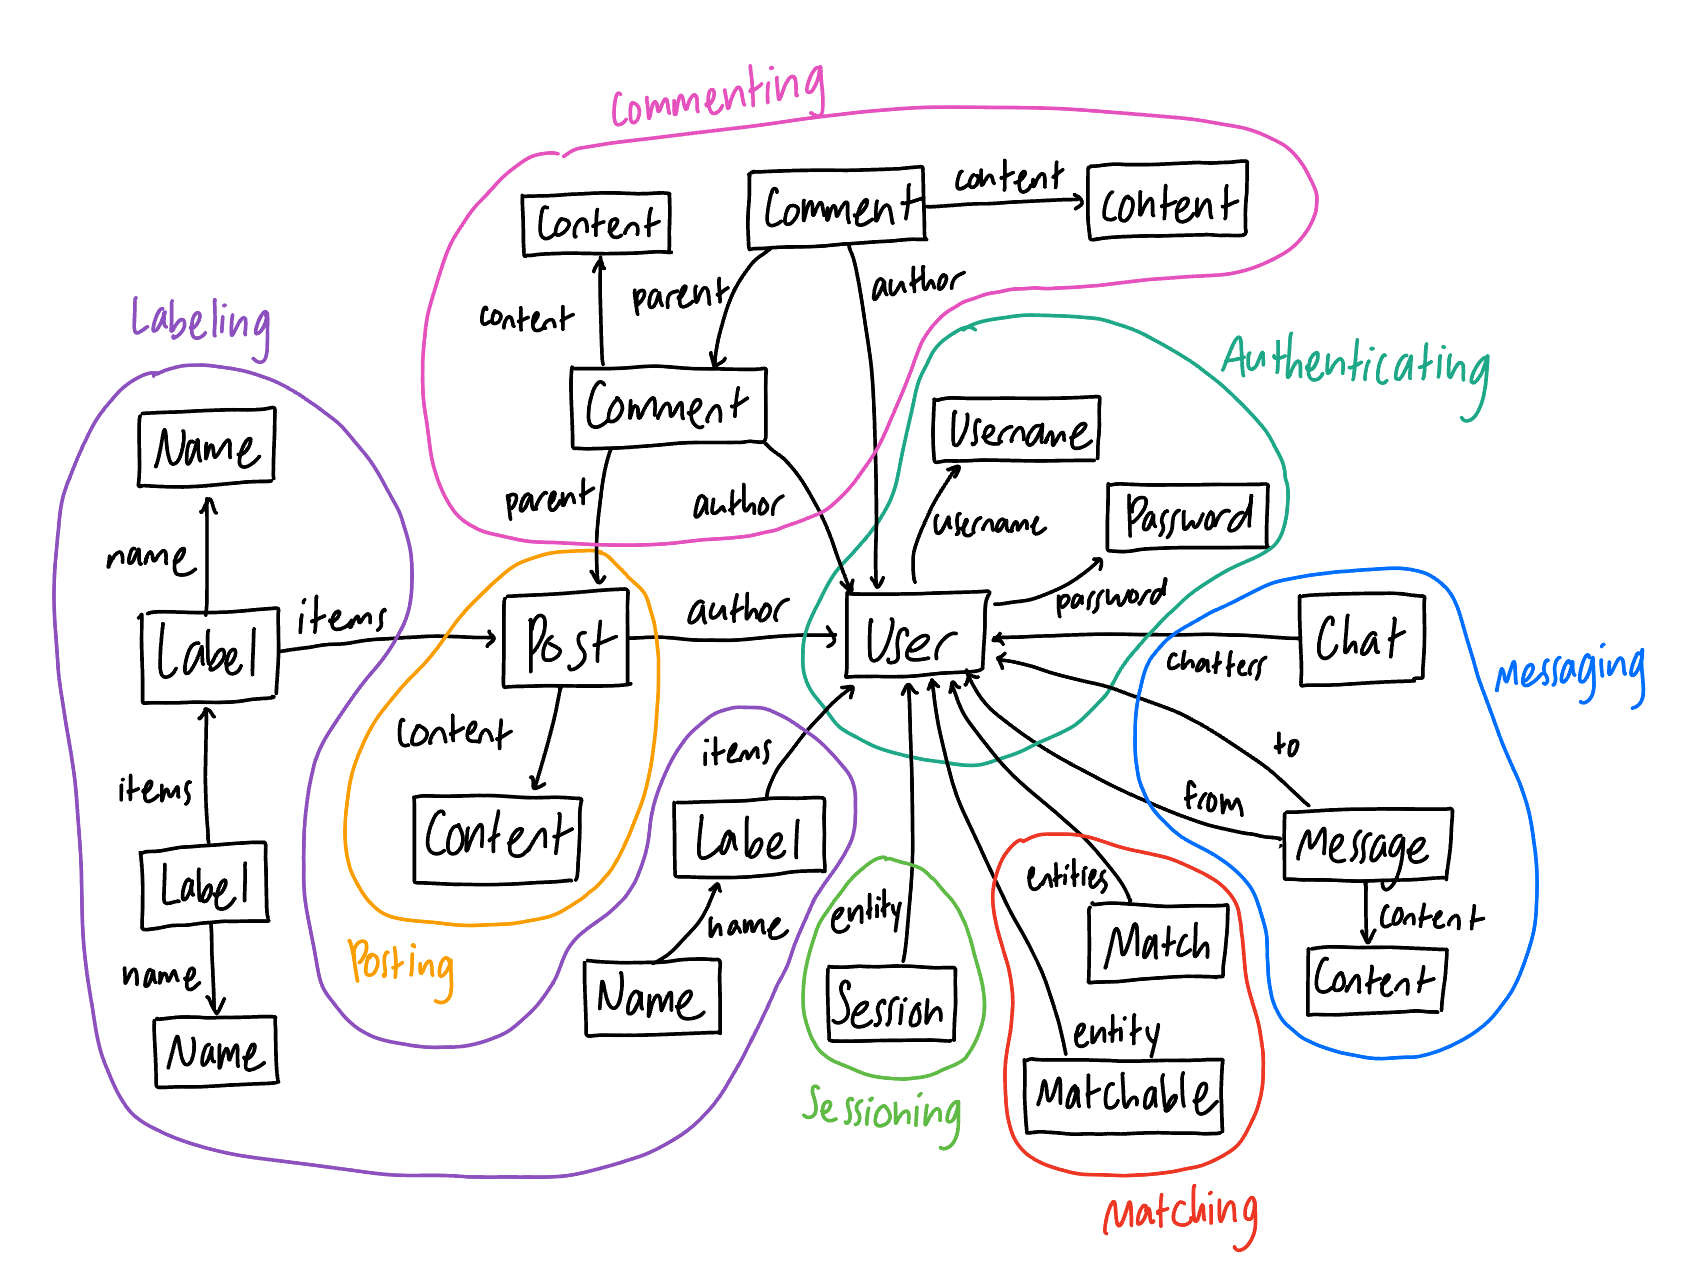 Commenting
Comment
content
content
Content
parent
author
content
Labeling
Authenticating
Comment
Username
Name
parent
author
username
Password
name
password
items
Label
Post
author
User
Chat
chatters
Messaging
content
items
to
items
from
Label
Content
Label
Message
entities
name
entity
content
name
Posting
Match
Name
Session
Content
Name
entity
Matchable
Sessioning
Matching